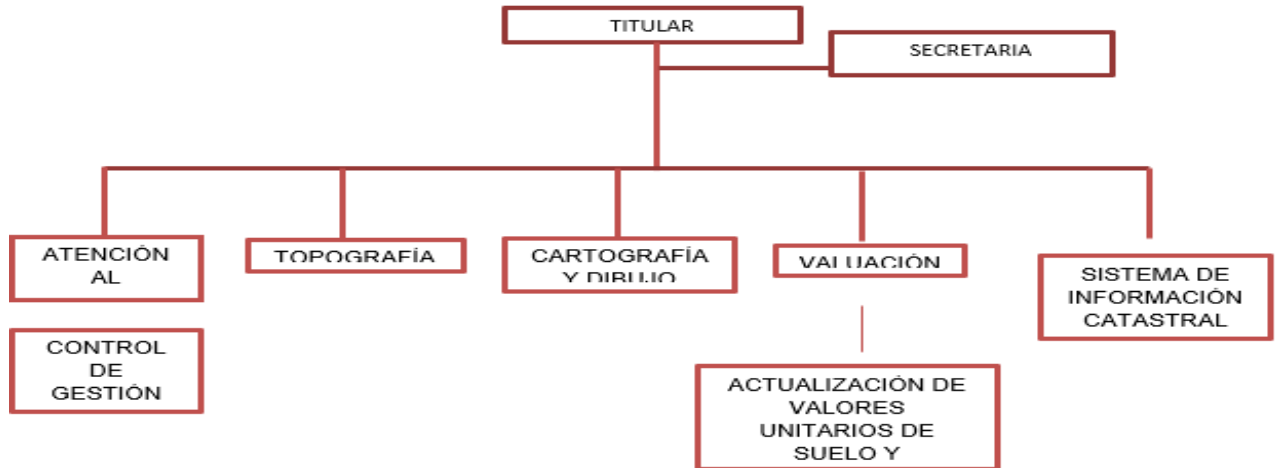 TITULAR
SECRETARIA
ATENCIÓN
AL
TOPOGRAFÍA
CARTOGRAFÍA
Y DIBUJO
VALUACIÓN
SISTEMA DE
INFORMACIÓN
CATASTRAL
CONTROL
DE
GESTIÓN
ACTUALIZACIÓN DE
VALORES
UNITARIOS DE
SUELO Y